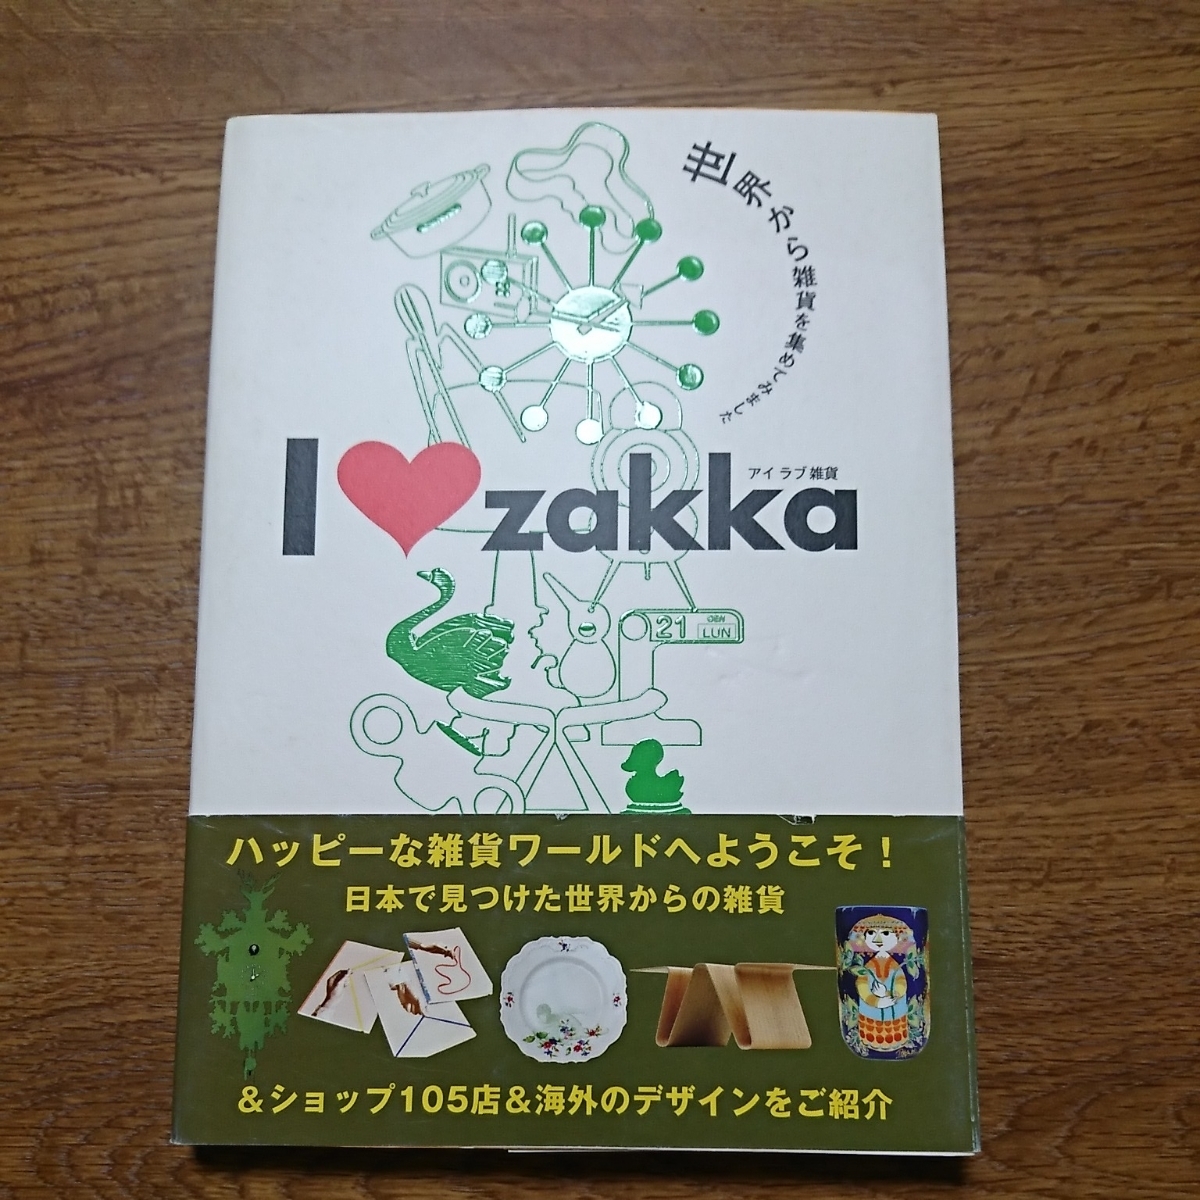 世界から雑貨を集めてみました
I ♥ zakka
アイ ラブ 雑貨
21
LUN
ハッピーな雑貨ワールドへようこそ！
日本で見つけた世界からの雑貨
&ショップ105店&海外のデザインをご紹介